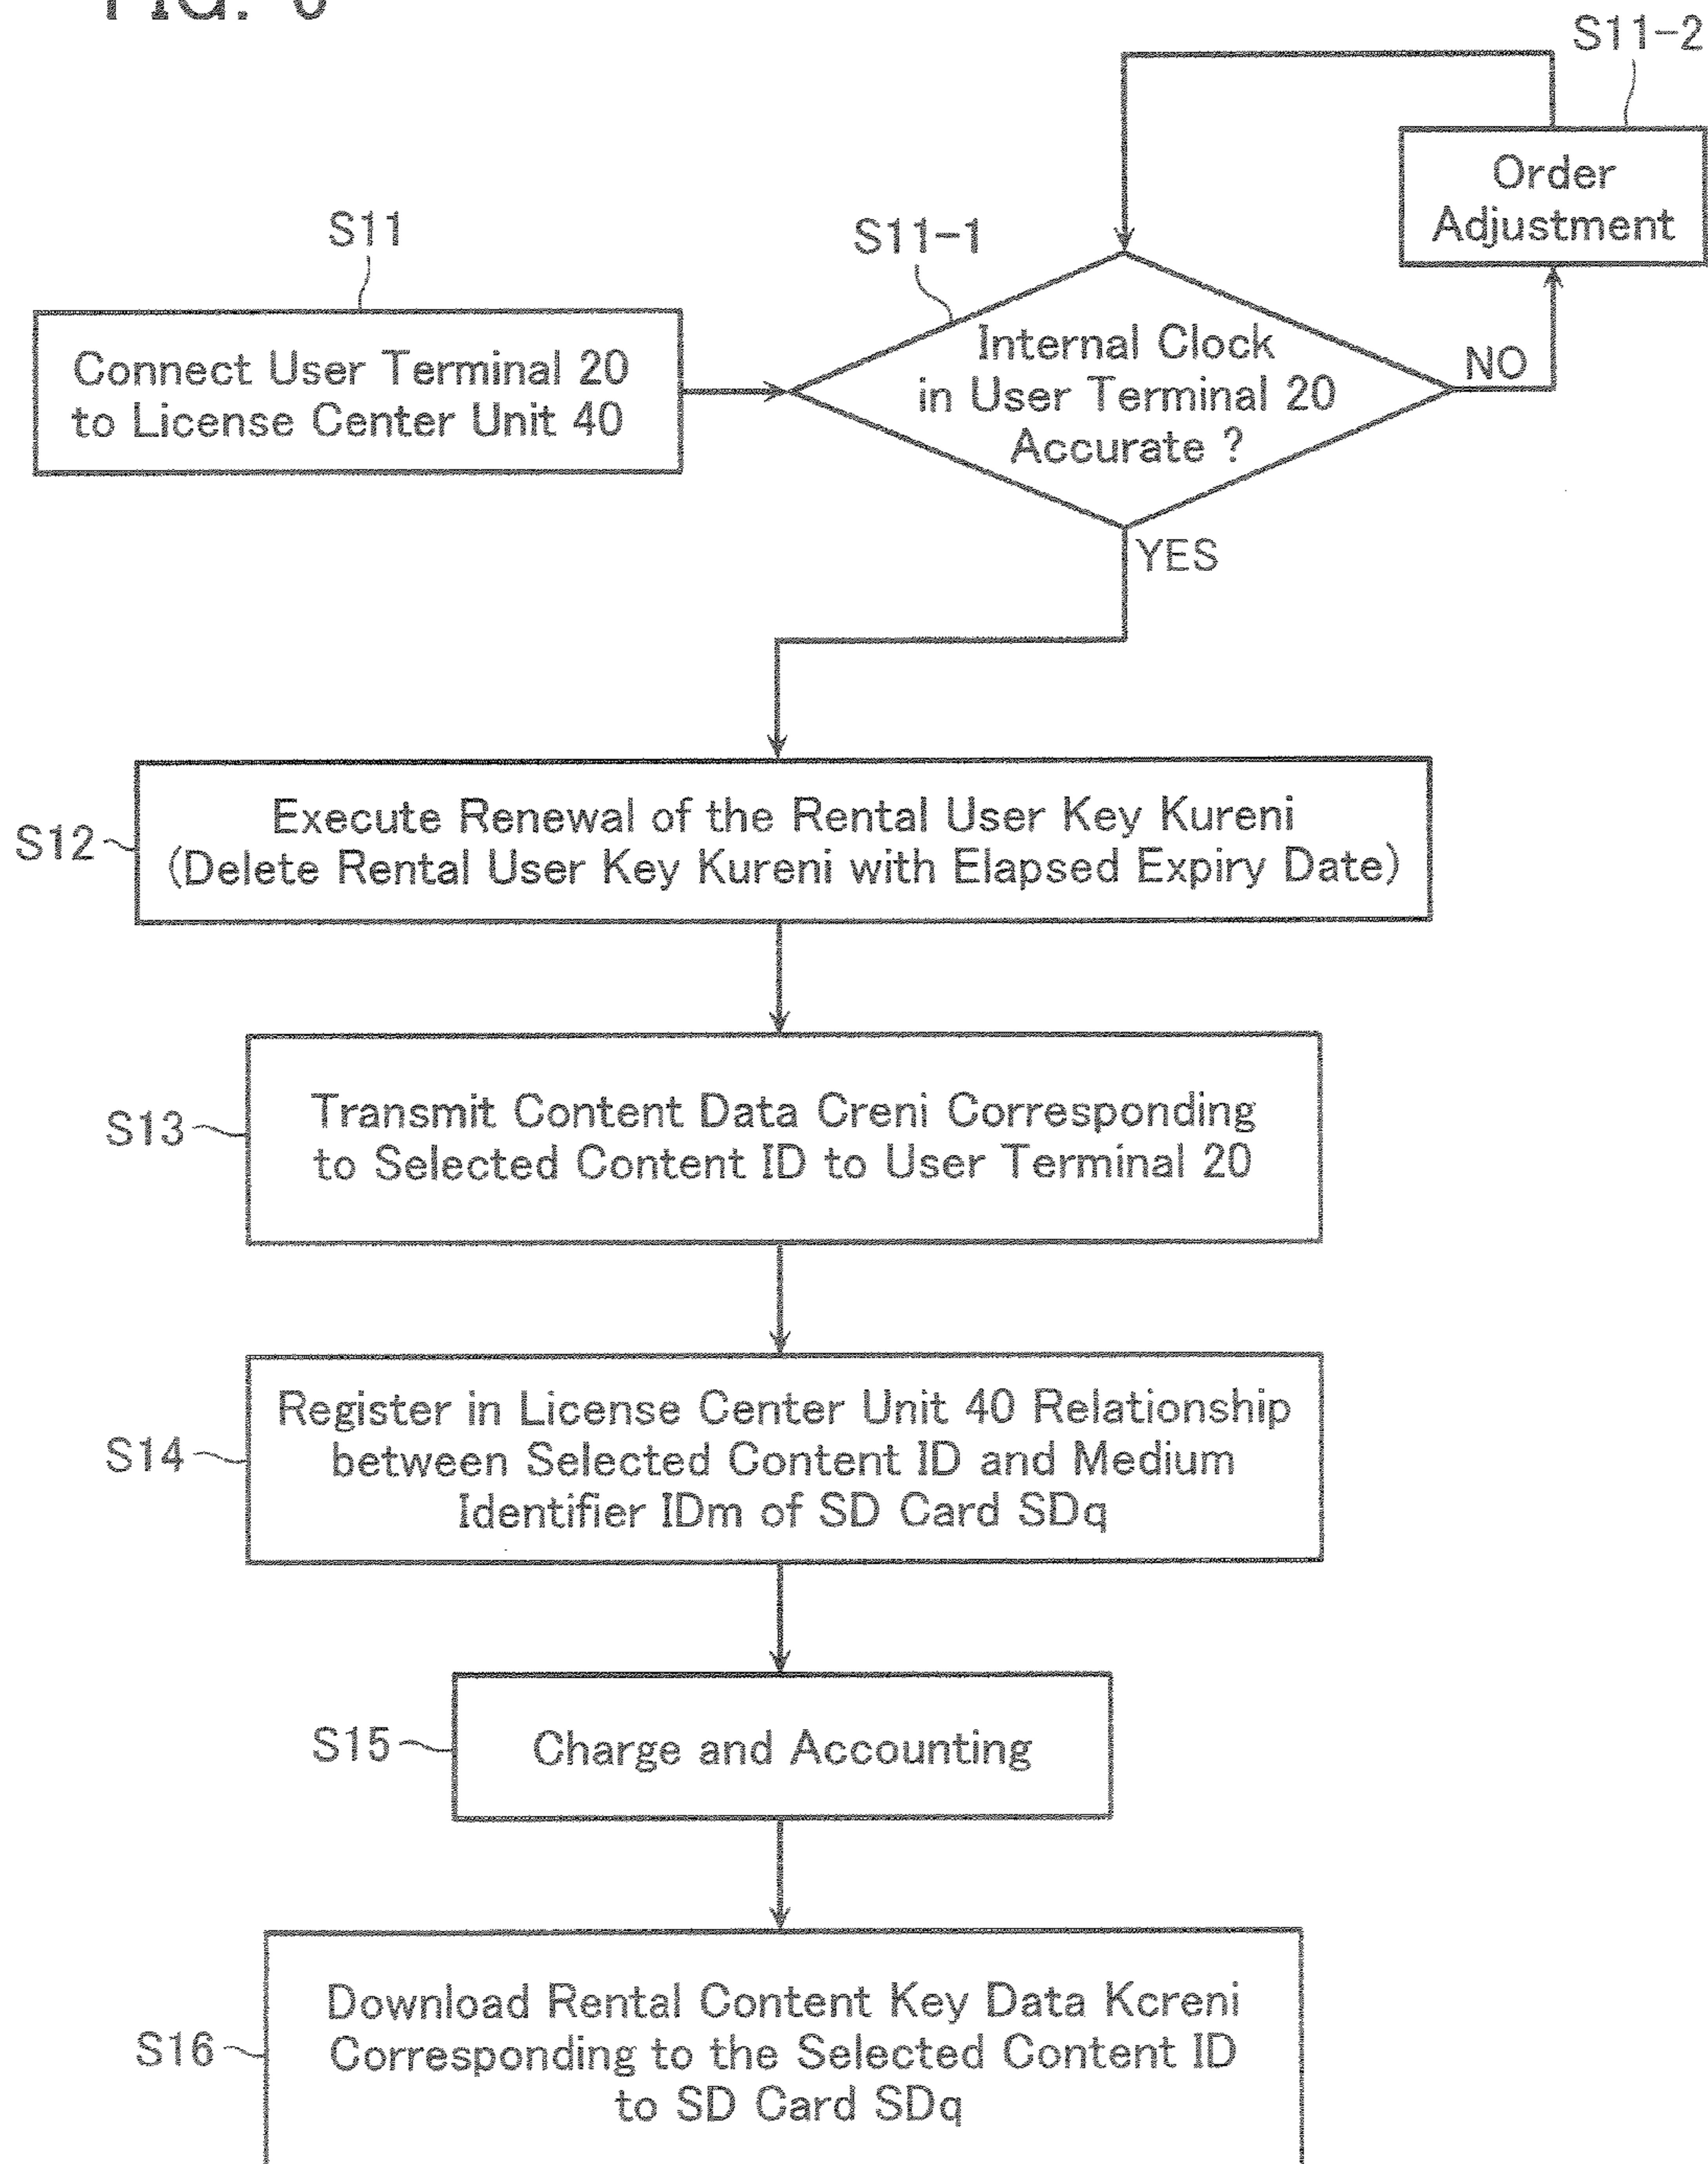 S11-2
Order
Adjustment
S11
S11-1
Connect User Terminal 20
to License Center Unit 40
Internal Clock
in User Terminal 20
Accurate ?
NO
YES
S12
Execute Renewal of the Rental User Key Kureni
(Delete Rental User Key Kureni with Elapsed Expiry Date)
S13
Transmit Content Data Creni Corresponding
to Selected Content ID to User Terminal 20
S14
Register in License Center Unit 40 Relationship
between Selected Content ID and Medium
Identifier IDm of SD Card SDq
S15
Charge and Accounting
S16
Download Rental Content Key Data Kcreni
Corresponding to the Selected Content ID
to SD Card SDq